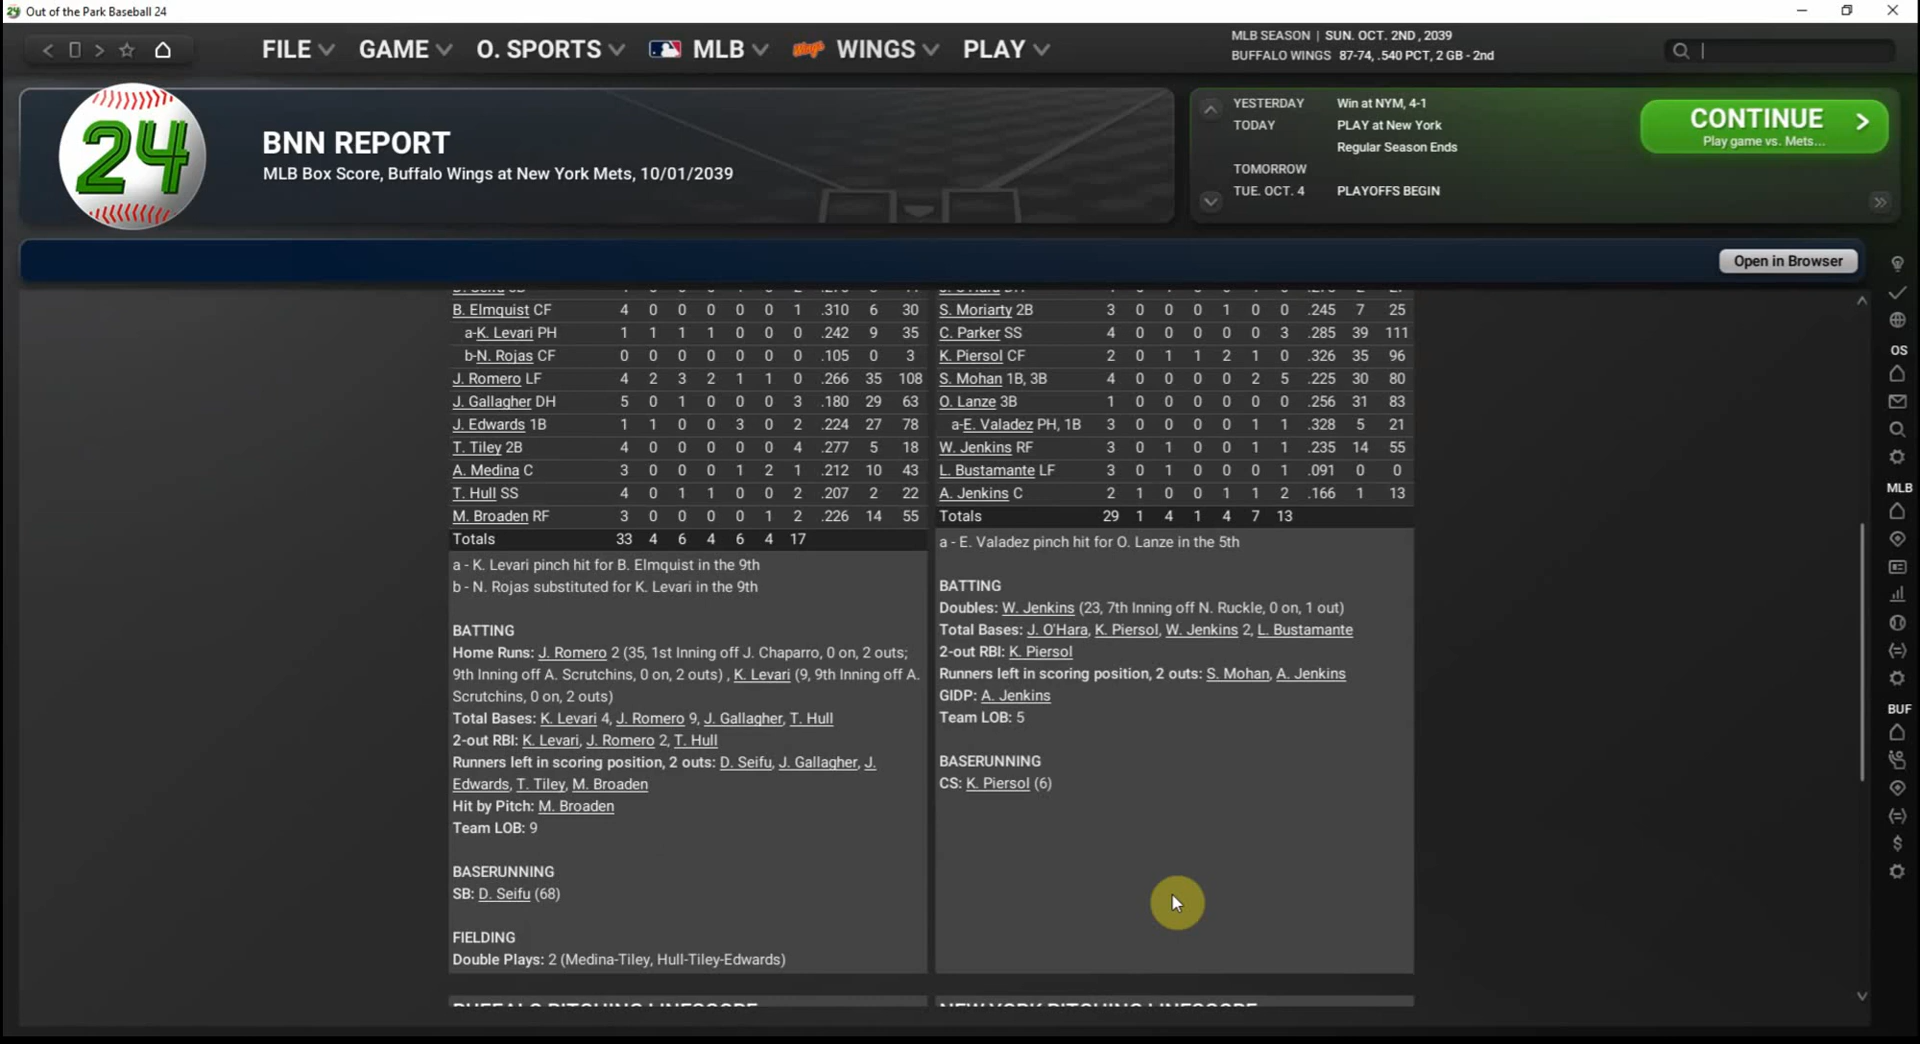 Out of the Park Baseball 24
FILE GAME O. SPORTS MLB WINGS PLAY
MLB SEASON | SUN. OCT. 2ND , 2039
BUFFALO WINGS 87-74, .540 PCT, 2 GB - 2nd
24
BNN REPORT
MLB Box Score, Buffalo Wings at New York Mets, 10/01/2039
YESTERDAY Win at NYM, 4-1
TODAY PLAY at New York
Regular Season Ends
TOMORROW
TUE. OCT. 4 PLAYOFFS BEGIN
CONTINUE
Play game vs. Mets...
Open in Browser
B. Elmquist CF 4 0 0 0 0 0 1 .310 6 30
a-K. Levari PH 1 1 1 1 0 0 0 .242 9 35
b-N. Rojas CF 0 0 0 0 0 0 0 .105 0 3
J. Romero LF 4 2 3 2 1 1 0 .266 35 108
J. Gallagher DH 5 0 1 0 0 0 3 .180 29 63
J. Edwards 1B 1 1 0 0 3 0 2 .224 27 78
T. Tiley 2B 4 0 0 0 0 0 4 .277 5 18
A. Medina C 3 0 0 0 1 2 1 .212 10 43
T. Hull SS 4 0 1 1 0 0 2 .207 2 22
M. Broaden RF 3 0 0 0 0 1 2 .226 14 55
Totals 33 4 6 4 6 4 17
a - K. Levari pinch hit for B. Elmquist in the 9th
b - N. Rojas substituted for K. Levari in the 9th
BATTING
Home Runs: J. Romero 2 (35, 1st Inning off J. Chaparro, 0 on, 2 outs;
9th Inning off A. Scrutchins, 0 on, 2 outs) , K. Levari (9, 9th Inning off A.
Scrutchins, 0 on, 2 outs)
Total Bases: K. Levari 4, J. Romero 9, J. Gallagher, T. Hull
2-out RBI: K. Levari, J. Romero 2, T. Hull
Runners left in scoring position, 2 outs: D. Seifu, J. Gallagher, J.
Edwards, T. Tiley, M. Broaden
Hit by Pitch: M. Broaden
Team LOB: 9
BASERUNNING
SB: D. Seifu (68)
FIELDING
Double Plays: 2 (Medina-Tiley, Hull-Tiley-Edwards)
BUFFALO PITCHING LINESCORE
S. Moriarty 2B 3 0 0 0 1 0 0 .245 7 25
C. Parker SS 4 0 0 0 0 0 3 .285 39 111
K. Piersol CF 2 0 1 1 2 1 0 .326 35 96
S. Mohan 1B, 3B 4 0 0 0 0 2 5 .225 30 80
O. Lanze 3B 1 0 0 0 0 0 0 .256 31 83
a-E. Valadez PH, 1B 3 0 0 0 0 1 1 .328 5 21
W. Jenkins RF 3 0 1 0 0 1 1 .235 14 55
L. Bustamante LF 3 0 1 0 0 0 1 .091 0 0
A. Jenkins C 2 1 0 0 1 1 2 .166 1 13
Totals 29 1 4 1 4 7 13
a - E. Valadez pinch hit for O. Lanze in the 5th
BATTING
Doubles: W. Jenkins (23, 7th Inning off N. Ruckle, 0 on, 1 out)
Total Bases: J. O'Hara, K. Piersol, W. Jenkins 2, L. Bustamante
2-out RBI: K. Piersol
Runners left in scoring position, 2 outs: S. Mohan, A. Jenkins
GIDP: A. Jenkins
Team LOB: 5
BASERUNNING
CS: K. Piersol (6)
NEW YORK PITCHING LINESCORE
OS
MLB
BUF